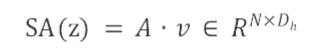 SA(z) = A · v ∈ R^{N×D_h}